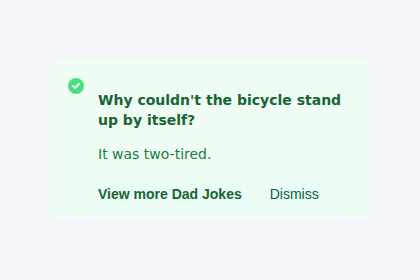 Why couldn't the bicycle stand
up by itself?
It was two-tired.
View more Dad Jokes Dismiss